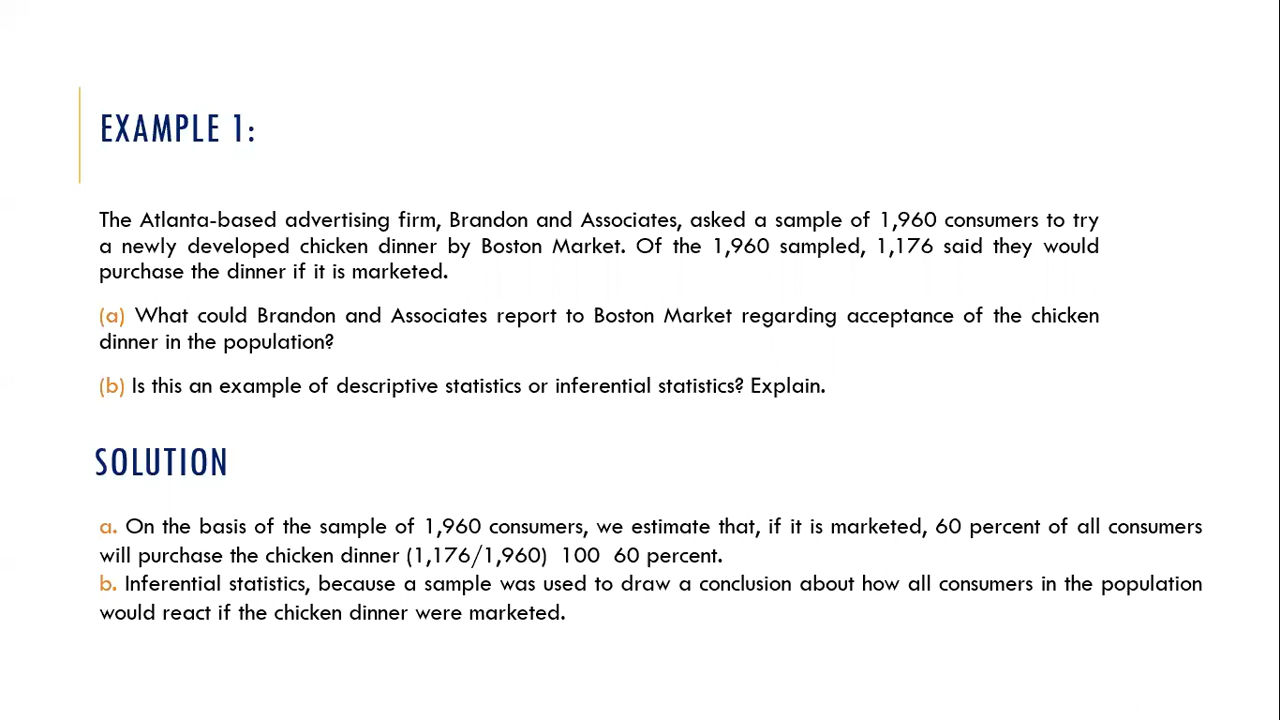 EXAMPLE 1:
The Atlanta-based advertising firm, Brandon and Associates, asked a sample of 1,960 consumers to try
a newly developed chicken dinner by Boston Market. Of the 1,960 sampled, 1,176 said they would
purchase the dinner if it is marketed.
(a) What could Brandon and Associates report to Boston Market regarding acceptance of the chicken
dinner in the population?
(b) Is this an example of descriptive statistics or inferential statistics? Explain.
SOLUTION
a. On the basis of the sample of 1,960 consumers, we estimate that, if it is marketed, 60 percent of all consumers
will purchase the chicken dinner (1,176/1,960) 100 60 percent.
b. Inferential statistics, because a sample was used to draw a conclusion about how all consumers in the population
would react if the chicken dinner were marketed.